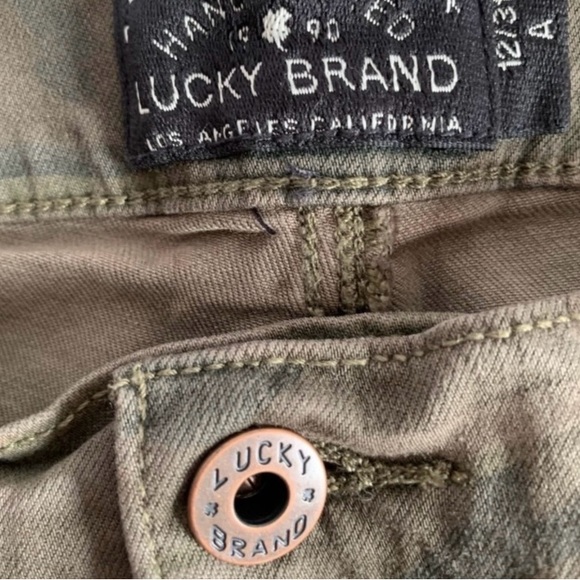 19 90
LUCKY BRAND
LOS ANGELES CALIFORNIA
A
LUCKY
BRAND